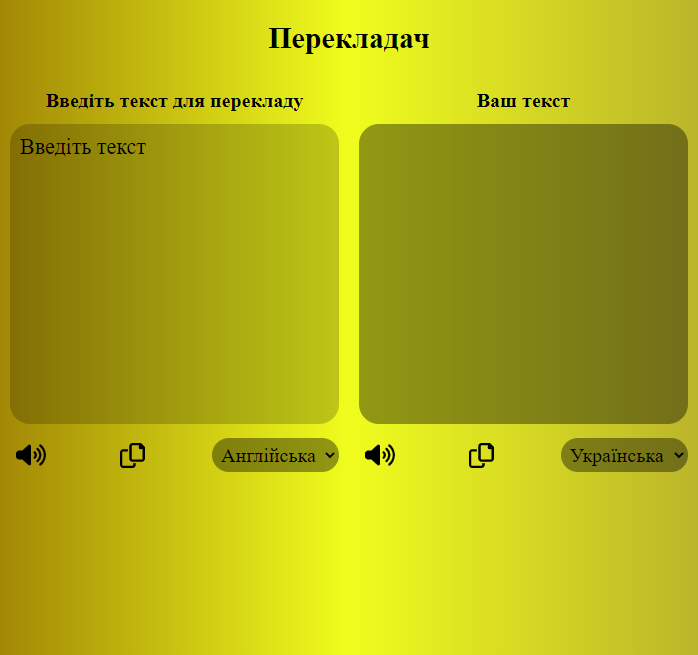 Перекладач
Введіть текст для перекладу
Ваш текст
Введіть текст
Англійська
Українська